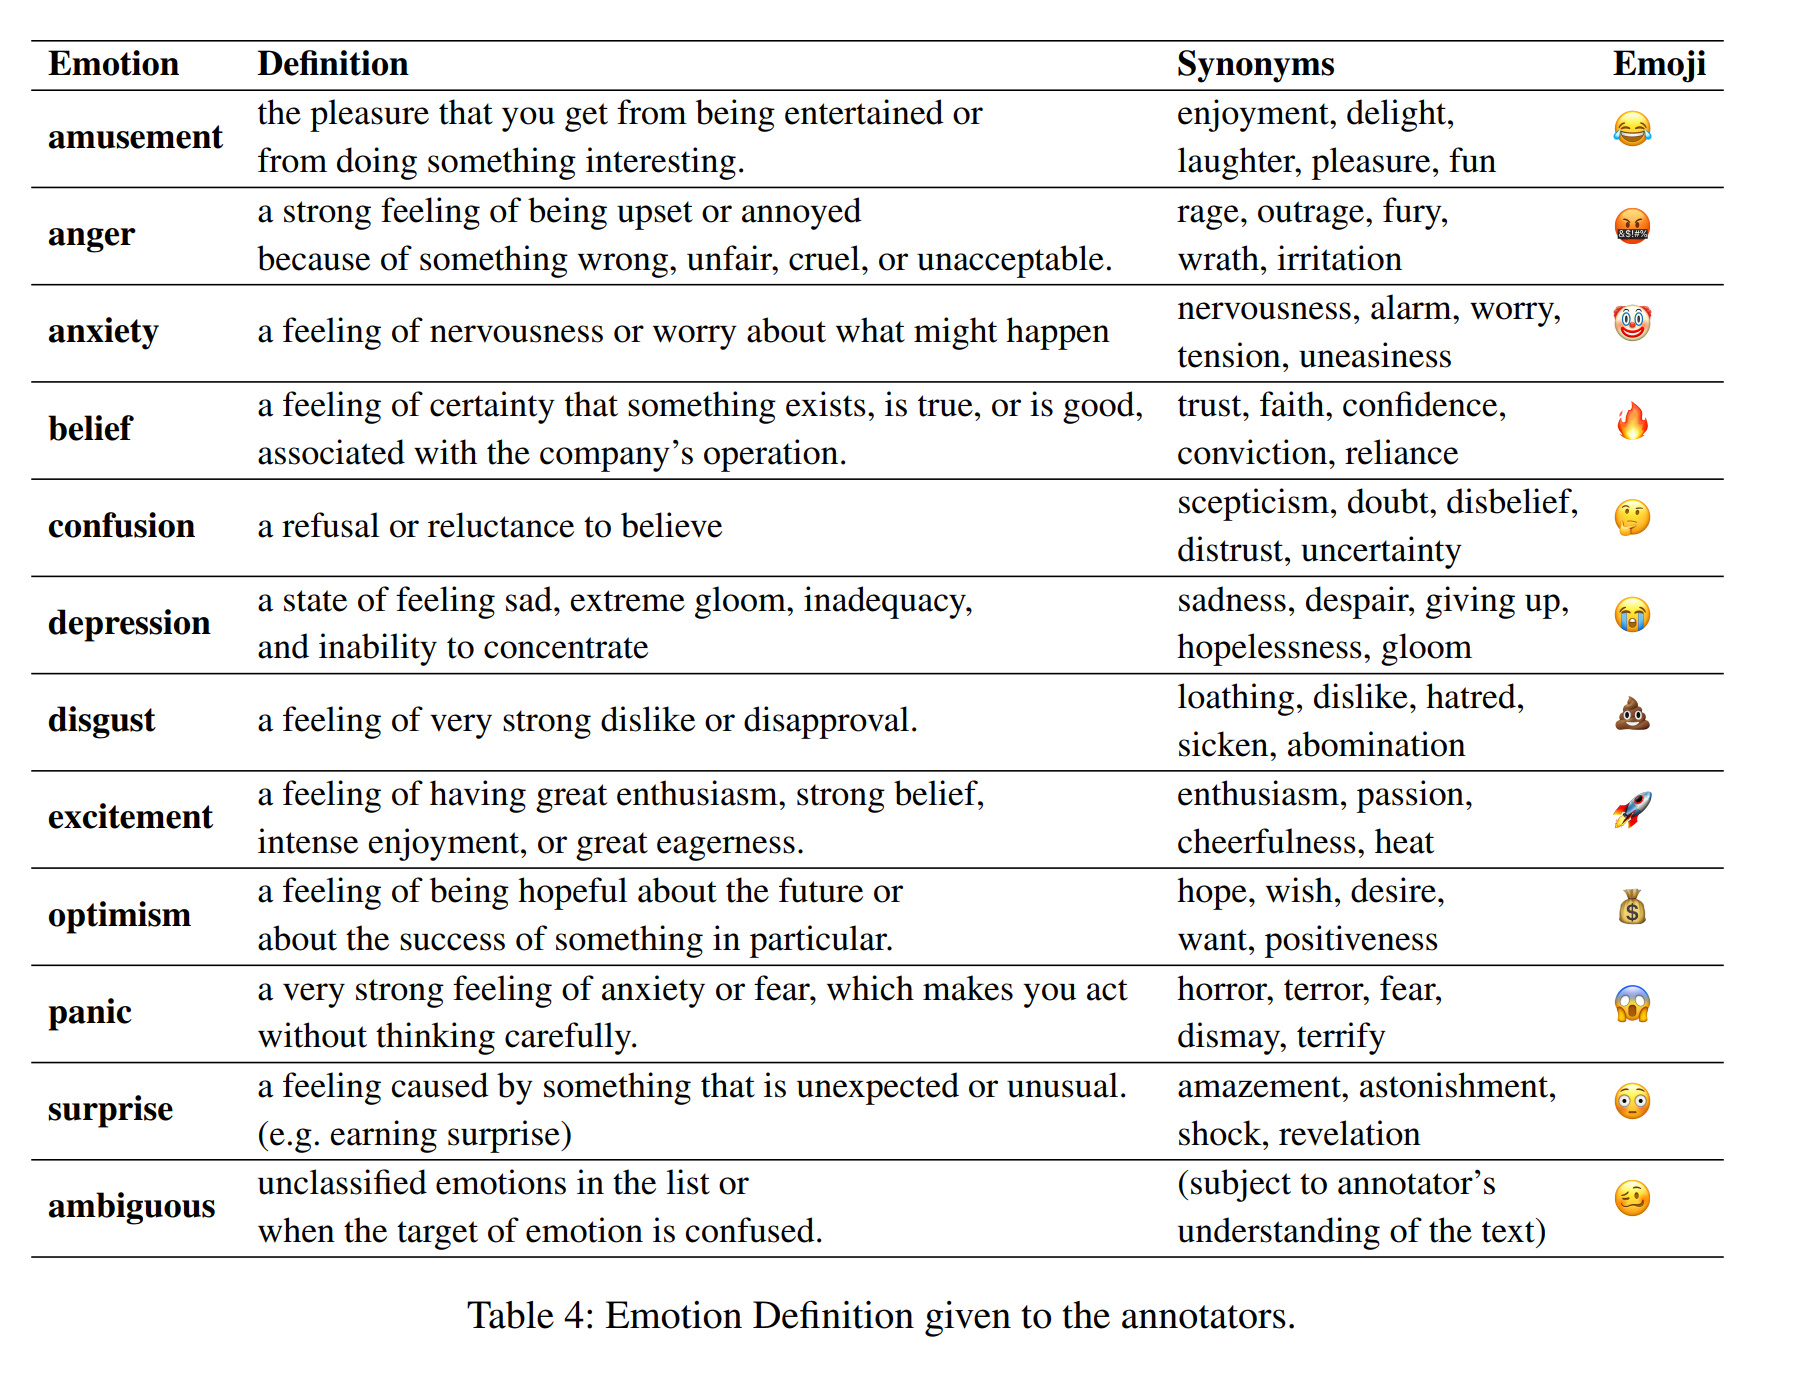 Emotion Definition Synonyms Emoji
amusement the pleasure that you get from being entertained or enjoyment, delight, 😂
from doing something interesting. laughter, pleasure, fun
anger a strong feeling of being upset or annoyed rage, outrage, fury, 🤬
&$!#%
because of something wrong, unfair, cruel, or unacceptable. wrath, irritation
anxiety a feeling of nervousness or worry about what might happen nervousness, alarm, worry, 🤡
tension, uneasiness
belief a feeling of certainty that something exists, is true, or is good, trust, faith, confidence, 🔥
associated with the company’s operation. conviction, reliance
confusion a refusal or reluctance to believe scepticism, doubt, disbelief, 🤔
distrust, uncertainty
depression a state of feeling sad, extreme gloom, inadequacy, sadness, despair, giving up, 😭
and inability to concentrate hopelessness, gloom
disgust a feeling of very strong dislike or disapproval. loathing, dislike, hatred, 💩
sicken, abomination
excitement a feeling of having great enthusiasm, strong belief, enthusiasm, passion, 🚀
intense enjoyment, or great eagerness. cheerfulness, heat
optimism a feeling of being hopeful about the future or hope, wish, desire, 💰
about the success of something in particular. want, positiveness
panic a very strong feeling of anxiety or fear, which makes you act horror, terror, fear, 😱
without thinking carefully. dismay, terrify
surprise a feeling caused by something that is unexpected or unusual. amazement, astonishment, 😳
(e.g. earning surprise) shock, revelation
ambiguous unclassified emotions in the list or (subject to annotator’s 🥴
when the target of emotion is confused. understanding of the text)
Table 4: Emotion Definition given to the annotators.